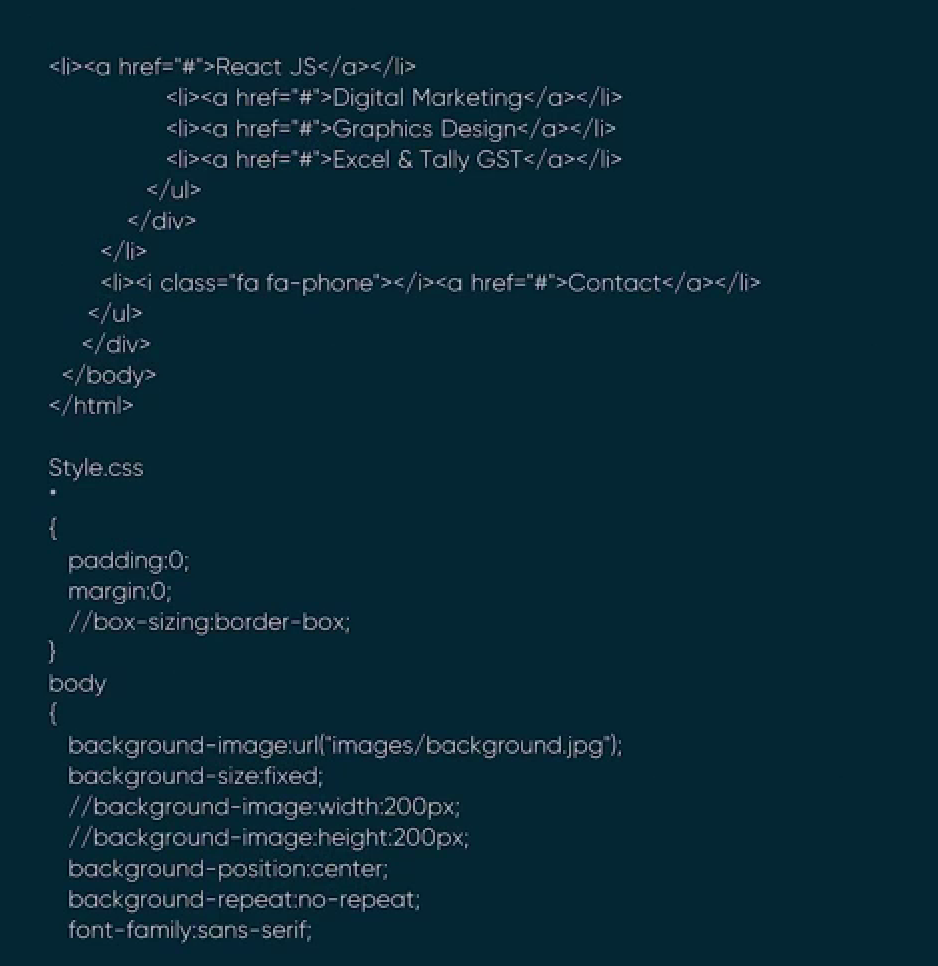 <li><a href="#">React JS</a></li>
<li><a href="#">Digital Marketing</a></li>
<li><a href="#">Graphics Design</a></li>
<li><a href="#">Excel & Tally GST</a></li>
</ul>
</div>
</li>
<li><i class="fa fa-phone"></i><a href="#">Contact</a></li>
</ul>
</div>
</body>
</html>
Style.css
*
{
padding:0;
margin:0;
//box-sizing:border-box;
}
body
{
background-image:url("images/background.jpg");
background-size:fixed;
//background-image:width:200px;
//background-image:height:200px;
background-position:center;
background-repeat:no-repeat;
font-family:sans-serif;